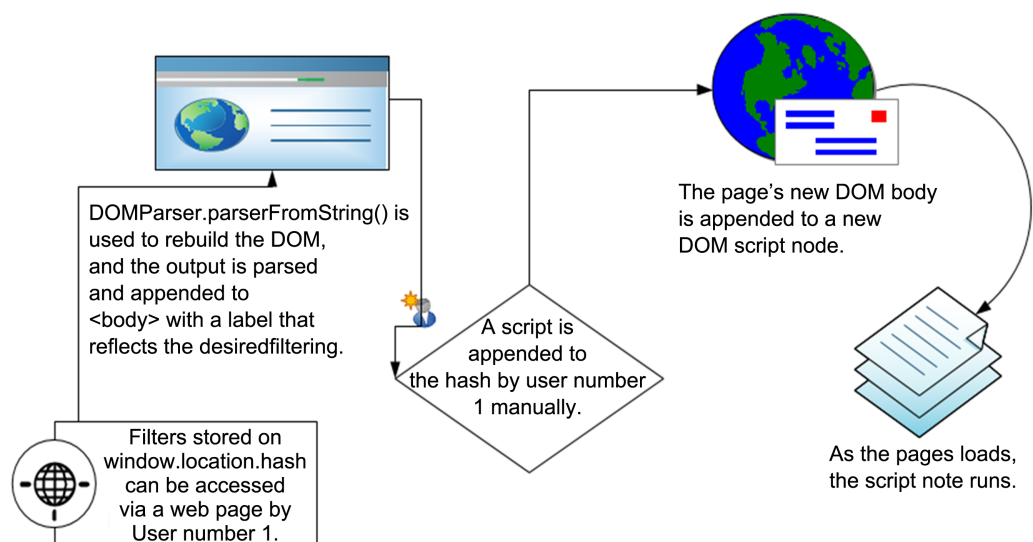 DOMParser.parserFromString() is
used to rebuild the DOM,
and the output is parsed
and appended to
<body> with a label that
reflects the desiredfiltering.
Filters stored on
window.location.hash
can be accessed
via a web page by
User number 1.
A script is
appended to
the hash by user number
1 manually.
The page’s new DOM body
is appended to a new
DOM script node.
As the pages loads,
the script note runs.